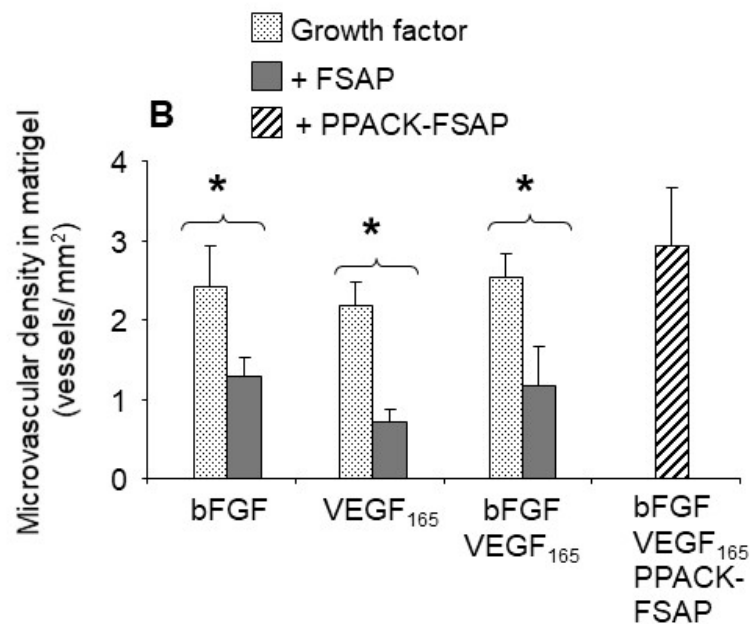 Growth factor
+ FSAP
+ PPACK-FSAP
B
Microvascular density in matrigel
(vessels/mm²)
4
3
2
1
0
*
*
*
bFGF
VEGF₁₆₅
bFGF
VEGF₁₆₅
bFGF
VEGF₁₆₅
PPACK-
FSAP